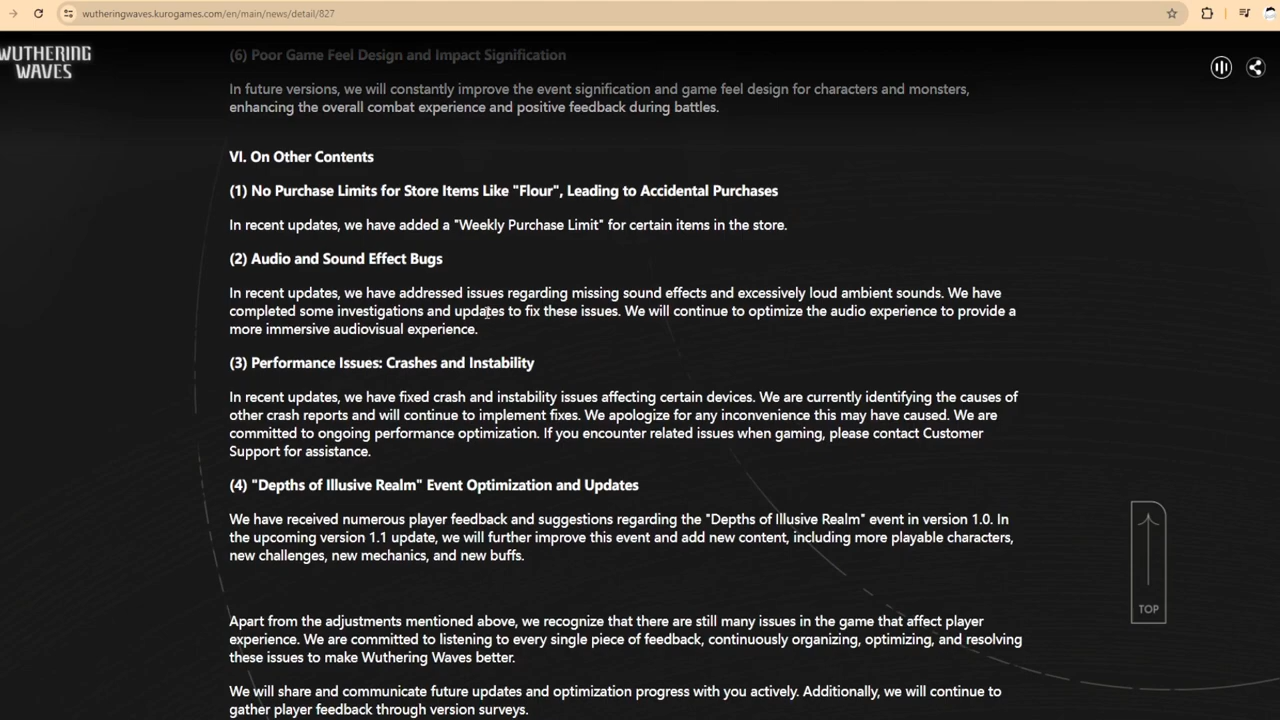 wutheringwaves.kurogames.com/en/main/news/detail/827
WUTHERING
WAVES
(6) Poor Game Feel Design and Impact Signification
In future versions, we will constantly improve the event signification and game feel design for characters and monsters,
enhancing the overall combat experience and positive feedback during battles.
VI. On Other Contents
(1) No Purchase Limits for Store Items Like "Flour", Leading to Accidental Purchases
In recent updates, we have added a "Weekly Purchase Limit" for certain items in the store.
(2) Audio and Sound Effect Bugs
In recent updates, we have addressed issues regarding missing sound effects and excessively loud ambient sounds. We have
completed some investigations and updates to fix these issues. We will continue to optimize the audio experience to provide a
more immersive audiovisual experience.
(3) Performance Issues: Crashes and Instability
In recent updates, we have fixed crash and instability issues affecting certain devices. We are currently identifying the causes of
other crash reports and will continue to implement fixes. We apologize for any inconvenience this may have caused. We are
committed to ongoing performance optimization. If you encounter related issues when gaming, please contact Customer
Support for assistance.
(4) "Depths of Illusive Realm" Event Optimization and Updates
We have received numerous player feedback and suggestions regarding the "Depths of Illusive Realm" event in version 1.0. In
the upcoming version 1.1 update, we will further improve this event and add new content, including more playable characters,
new challenges, new mechanics, and new buffs.
TOP
Apart from the adjustments mentioned above, we recognize that there are still many issues in the game that affect player
experience. We are committed to listening to every single piece of feedback, continuously organizing, optimizing, and resolving
these issues to make Wuthering Waves better.
We will share and communicate future updates and optimization progress with you actively. Additionally, we will continue to
gather player feedback through version surveys.